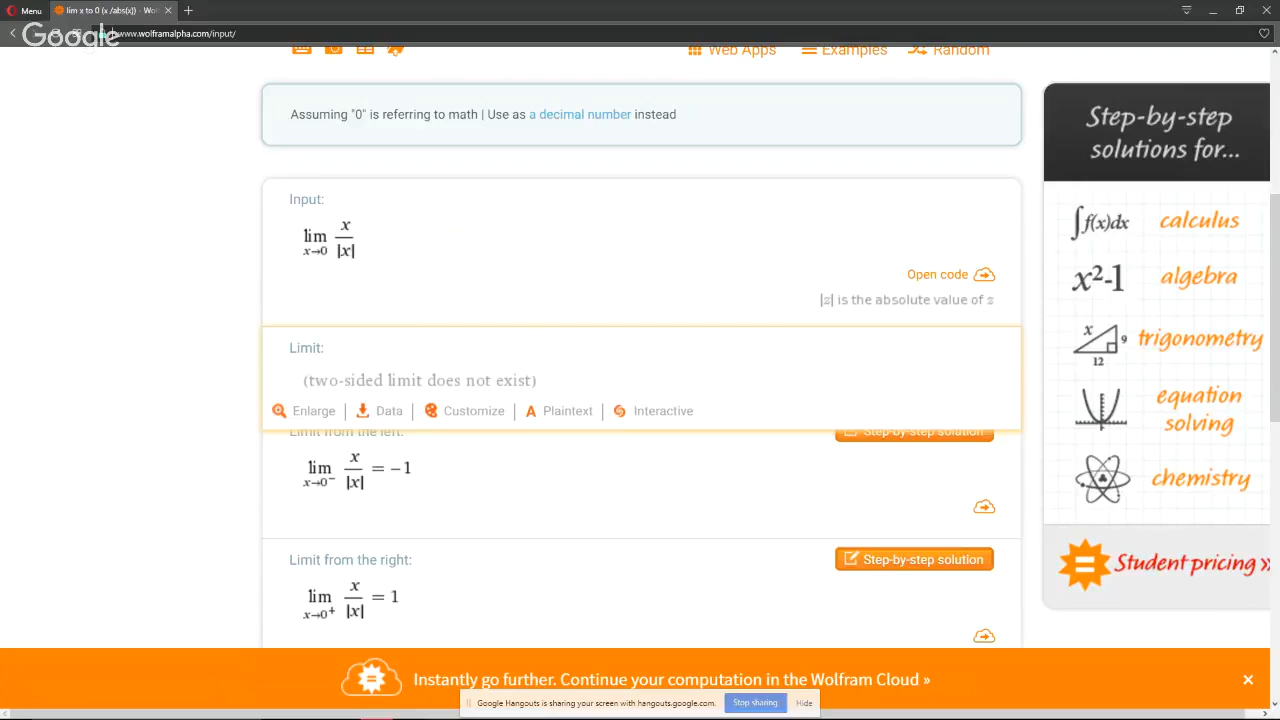 Menu
lim x to 0 (x /abs(x)) - Wol
Google
www.wolframalpha.com/input/
Web Apps
Examples
Random
Assuming "0" is referring to math | Use as a decimal number instead
Input:
lim x→0 x/|x|
Open code
|z| is the absolute value of z
Limit:
(two-sided limit does not exist)
Enlarge | Data | Customize | A Plaintext | Interactive
Limit from the left:
Step-by-step solution
lim x→0⁻ x/|x| = −1
Limit from the right:
Step-by-step solution
lim x→0⁺ x/|x| = 1
Step-by-step
solutions for...
∫f(x)dx calculus
x²-1 algebra
x 9 12 trigonometry
equation
solving
chemistry
Student pricing »
Instantly go further. Continue your computation in the Wolfram Cloud »
Google Hangouts is sharing your screen with hangouts.google.com.
Stop sharing
Hide